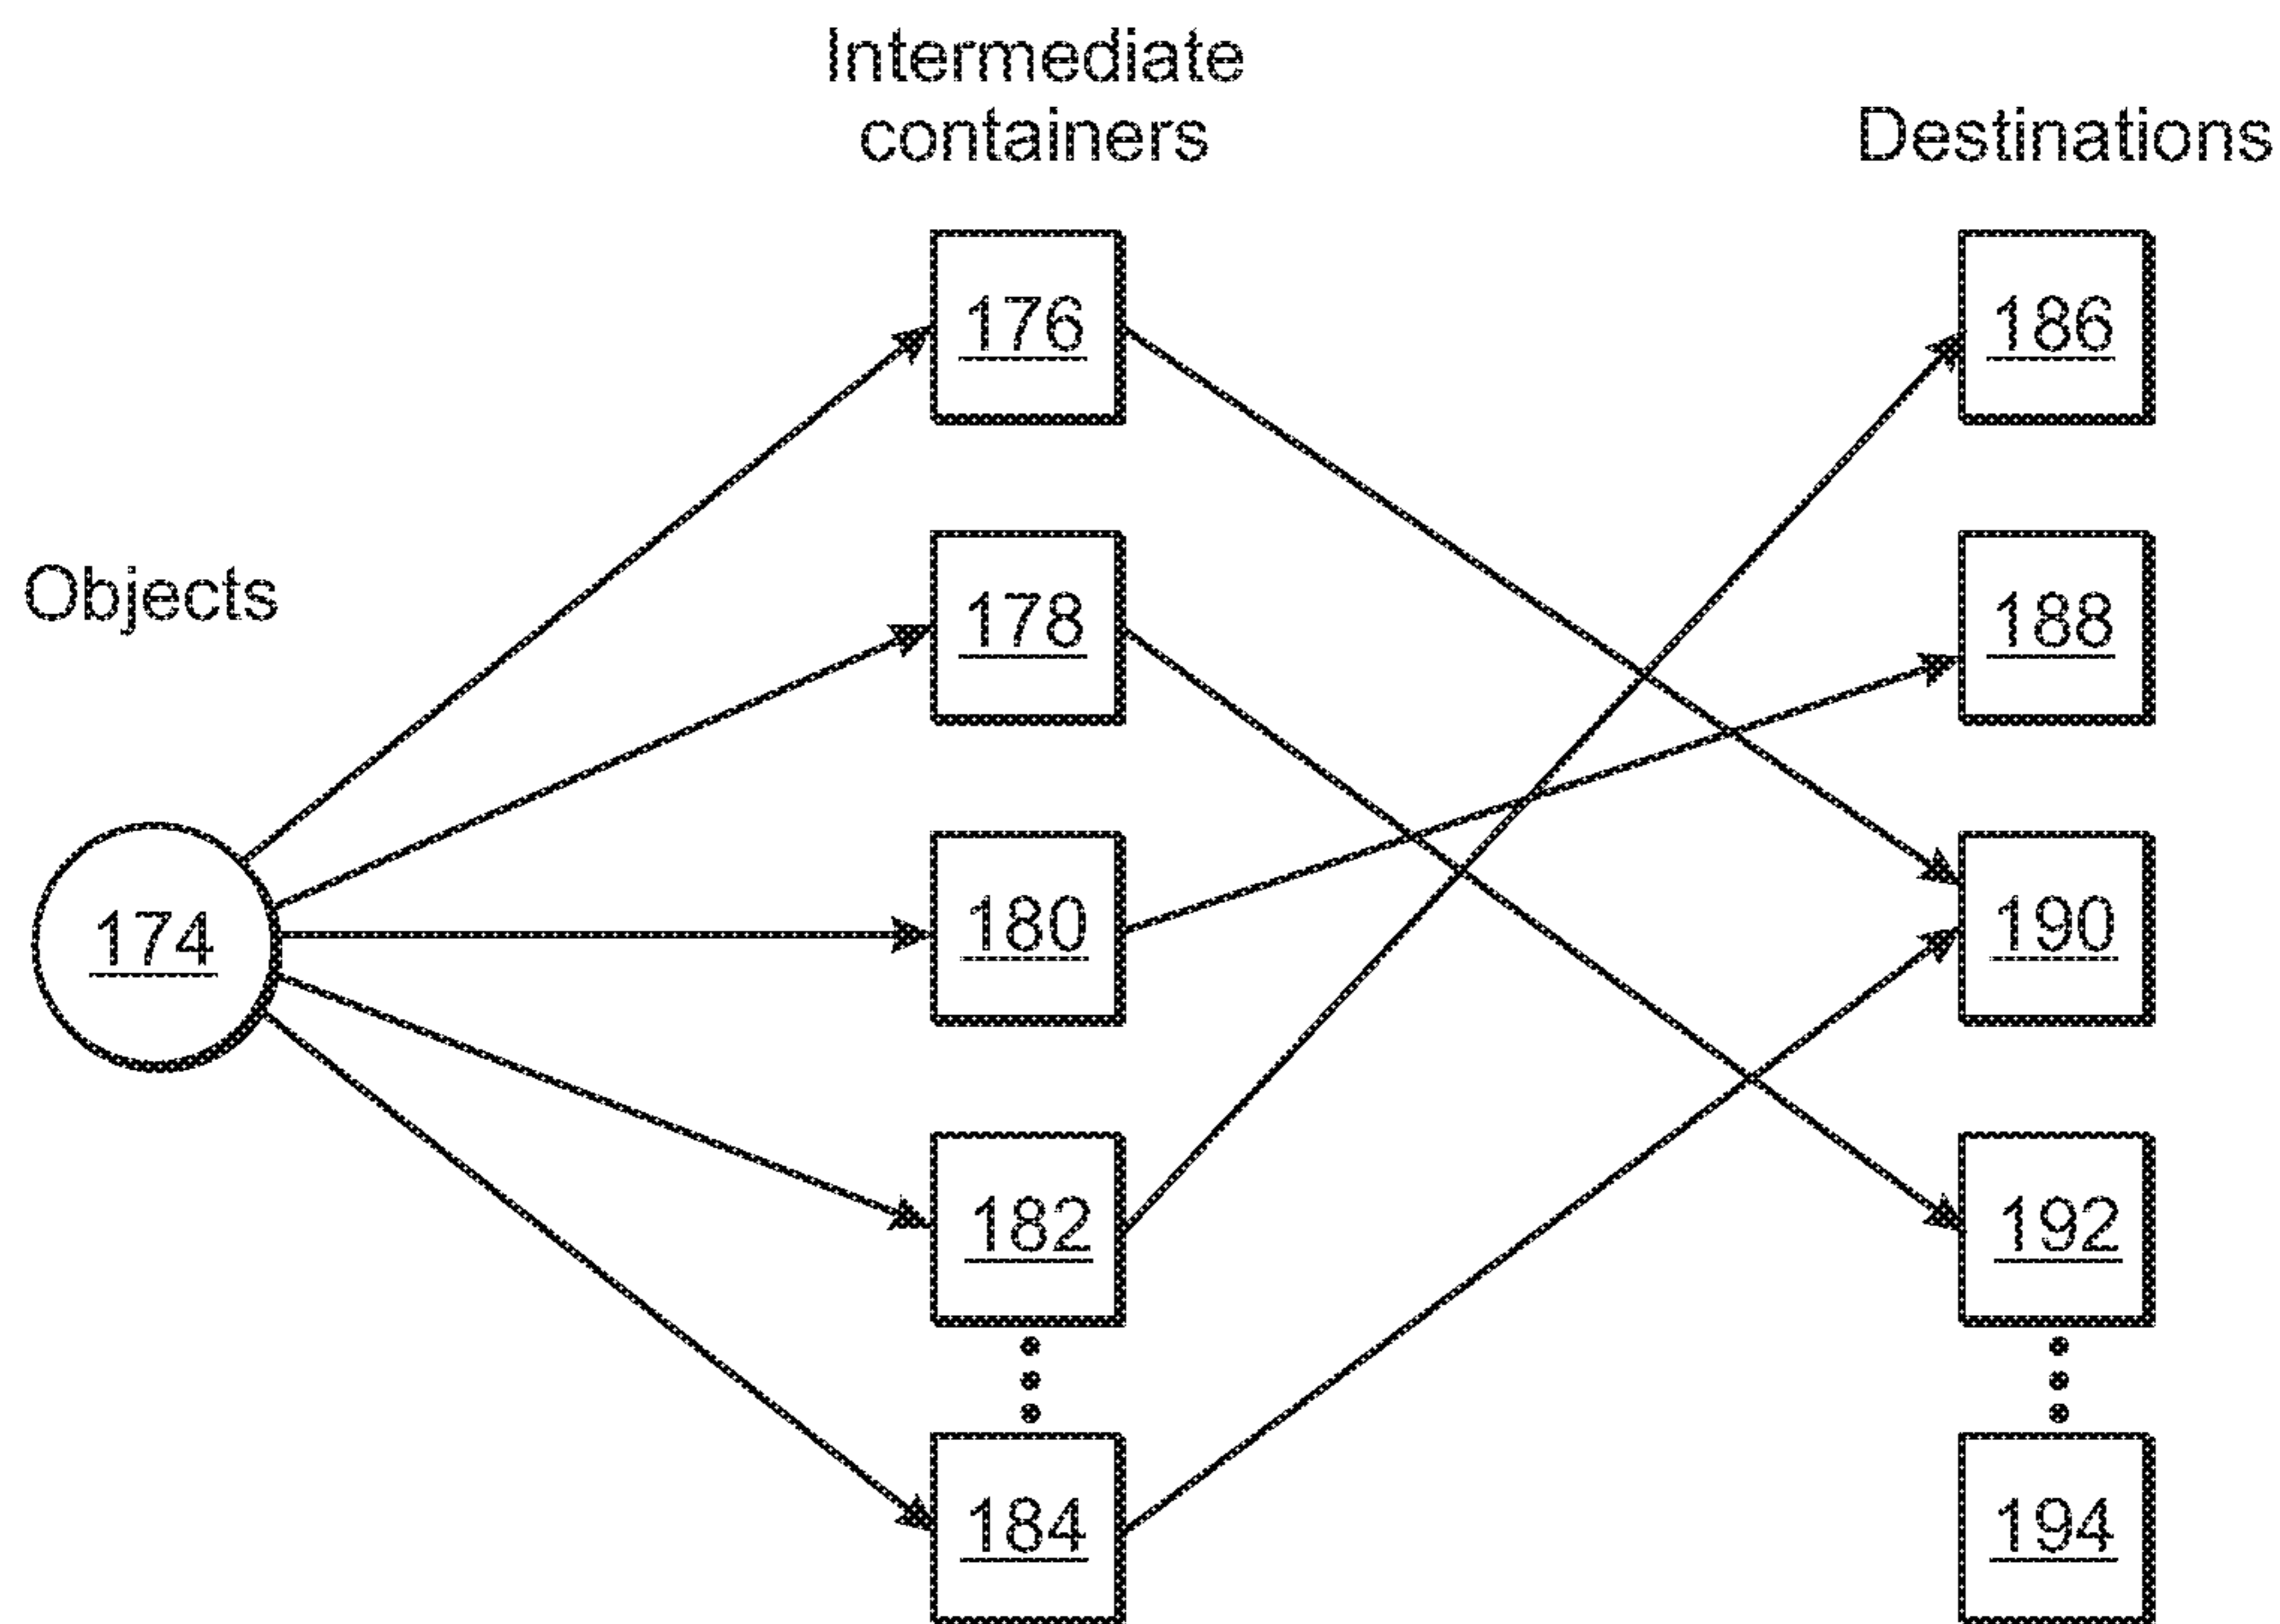 Intermediate
containers
Destinations
Objects
176
186
178
188
174
180
190
182
192
184
194